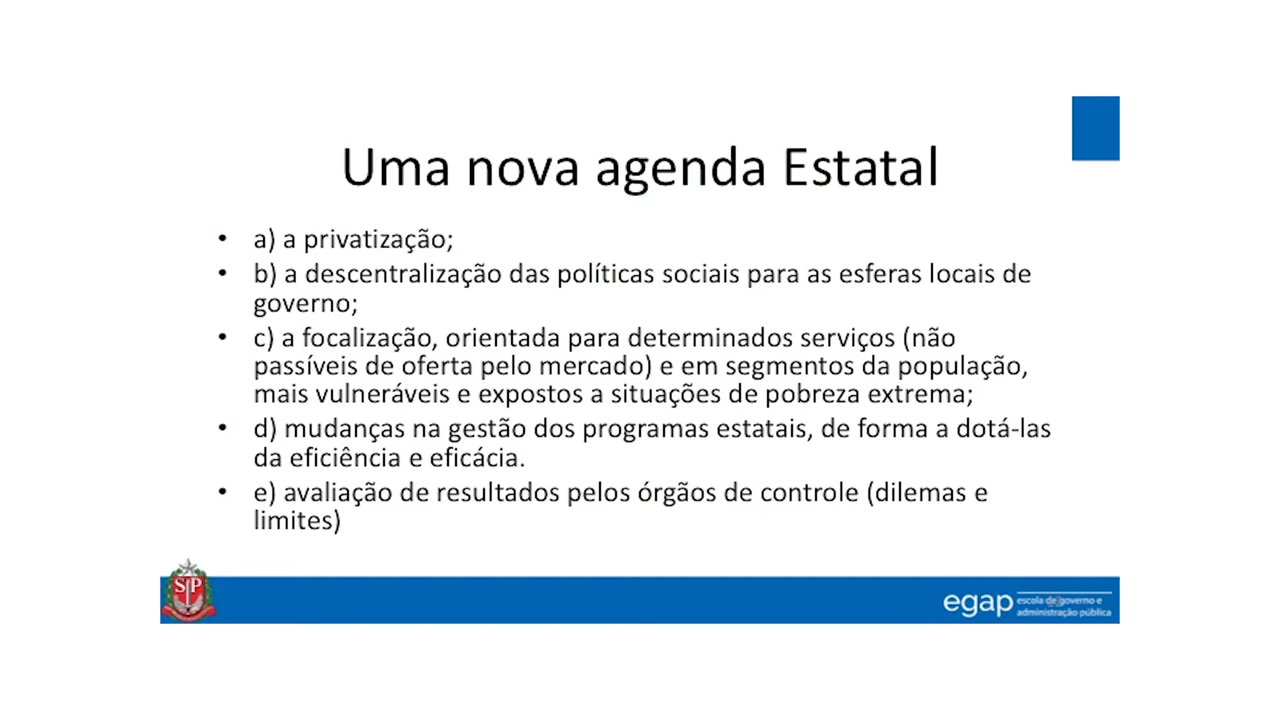 Uma nova agenda Estatal
• a) a privatização;
• b) a descentralização das políticas sociais para as esferas locais de
governo;
• c) a focalização, orientada para determinados serviços (não
passíveis de oferta pelo mercado) e em segmentos da população,
mais vulneráveis e expostos a situações de pobreza extrema;
• d) mudanças na gestão dos programas estatais, de forma a dotá-las
da eficiência e eficácia.
• e) avaliação de resultados pelos órgãos de controle (dilemas e
limites)
SP
egap escola de governo e
administração pública